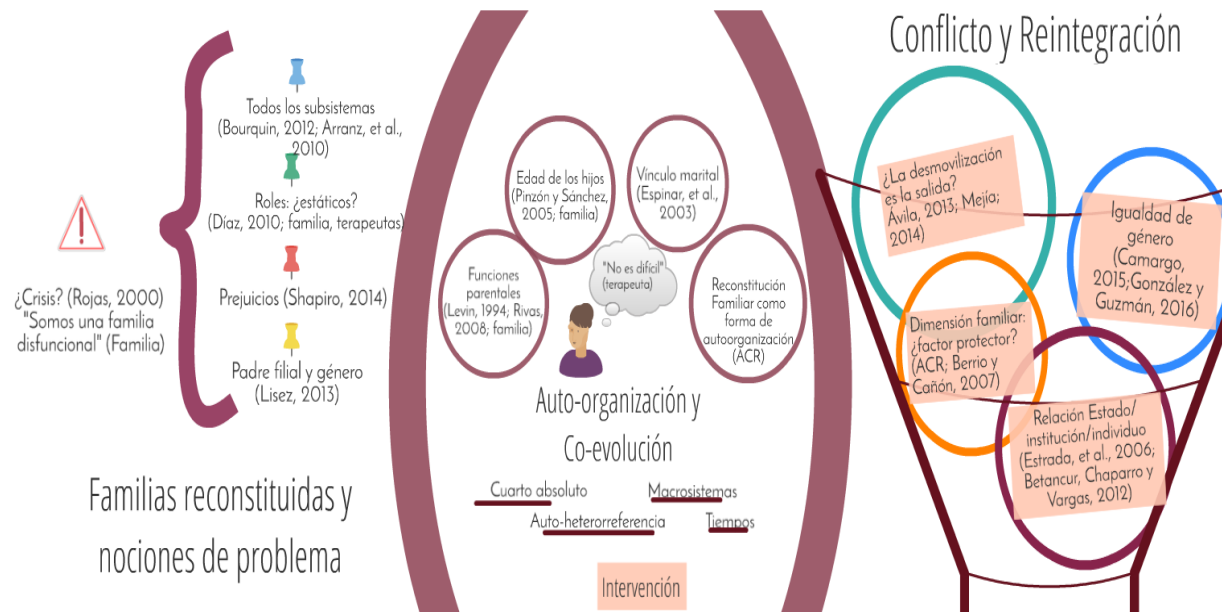 ¿Crisis? (Rojas, 2000)
"Somos una familia
disfuncional" (Familia)
Todos los subsistemas
(Bourquin, 2012; Arranz, et al.,
2010)
Roles: ¿estáticos?
(Díaz, 2010; familia, terapeutas)
Prejuicios (Shapiro, 2014)
Padre filial y género
(Lisez, 2013)
Familias reconstituidas y
nociones de problema
Edad de los hijos
(Pinzón y Sánchez,
2005; familia)
Vínculo marital
(Espinar, et al.,
2003)
Funciones
parentales
(Levin, 1994; Rivas,
2008; familia)
"No es difícil"
(terapeuta)
Reconstitución
Familiar como
forma de
autoorganización
(ACR)
Auto-organización y
Co-evolución
Cuarto absoluto
Macrosistemas
Auto-heterorreferencia
Tiempos
Intervención
Conflicto y Reintegración
¿La desmovilización
es la salida?
Ávila, 2013; Mejía;
2014)
Igualdad de
género
(Camargo,
2015;González y
Guzmán, 2016)
Dimensión familiar:
¿factor protector?
(ACR; Berrio y
Cañón, 2007)
Relación Estado/
institución/individuo
(Estrada, et al., 2006;
Betancur, Chaparro y
Vargas, 2012)